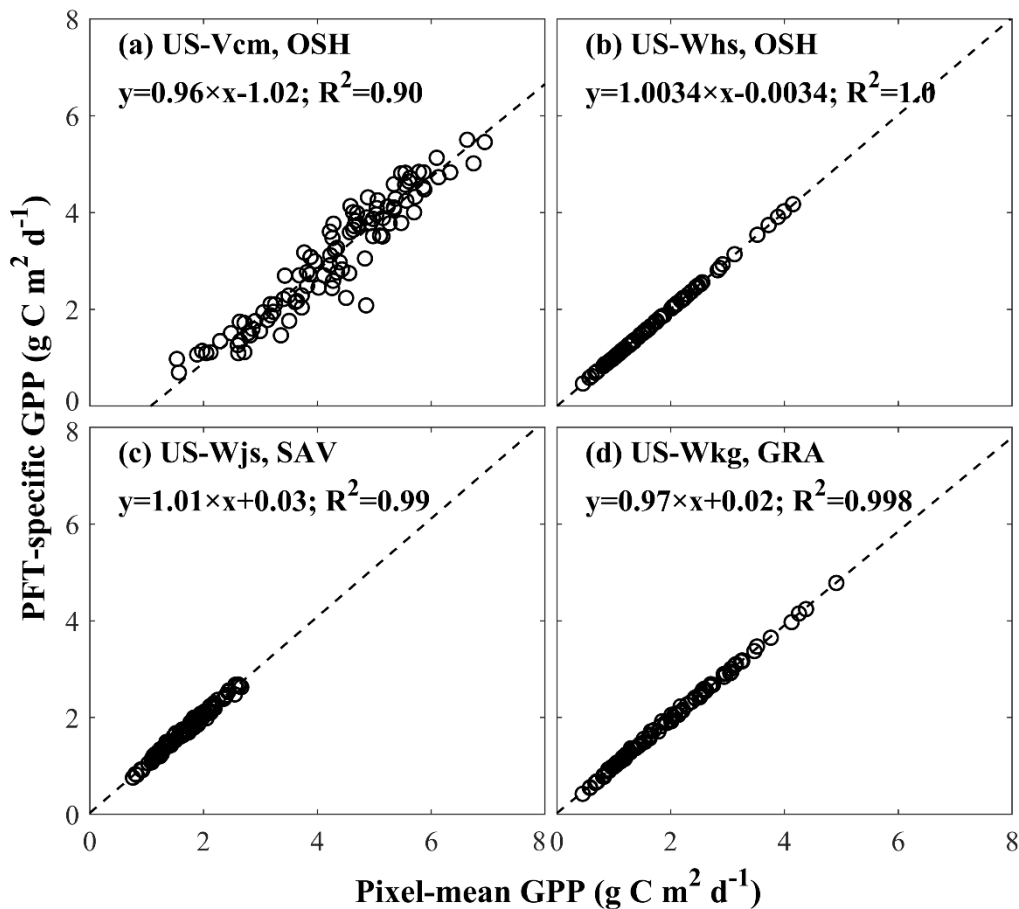 (a) US-Vcm, OSH
y=0.96×x-1.02; R²=0.90
(b) US-Whs, OSH
y=1.0034×x-0.0034; R²=1.0
8
6
4
2
0
(c) US-Wjs, SAV
y=1.01×x+0.03; R²=0.99
(d) US-Wkg, GRA
y=0.97×x+0.02; R²=0.998
8
6
4
2
0
0 2 4 6 8 0 2 4 6 8
PFT-specific GPP (g C m² d⁻¹)
Pixel-mean GPP (g C m² d⁻¹)